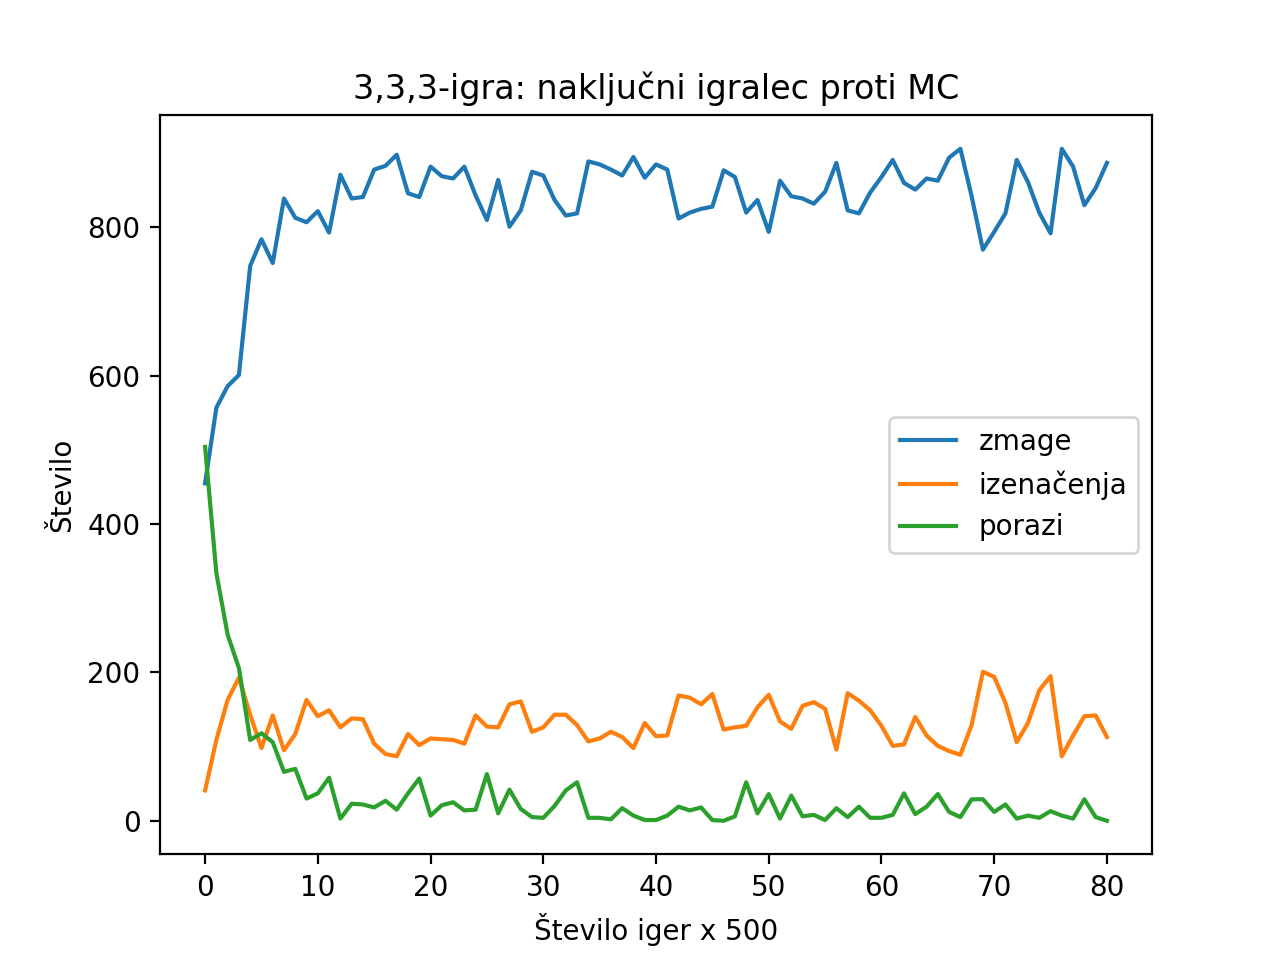 3,3,3-igra: naključni igralec proti MC
Število
800
600
400
200
0
zmage
izenačenja
porazi
0 10 20 30 40 50 60 70 80
Število iger x 500